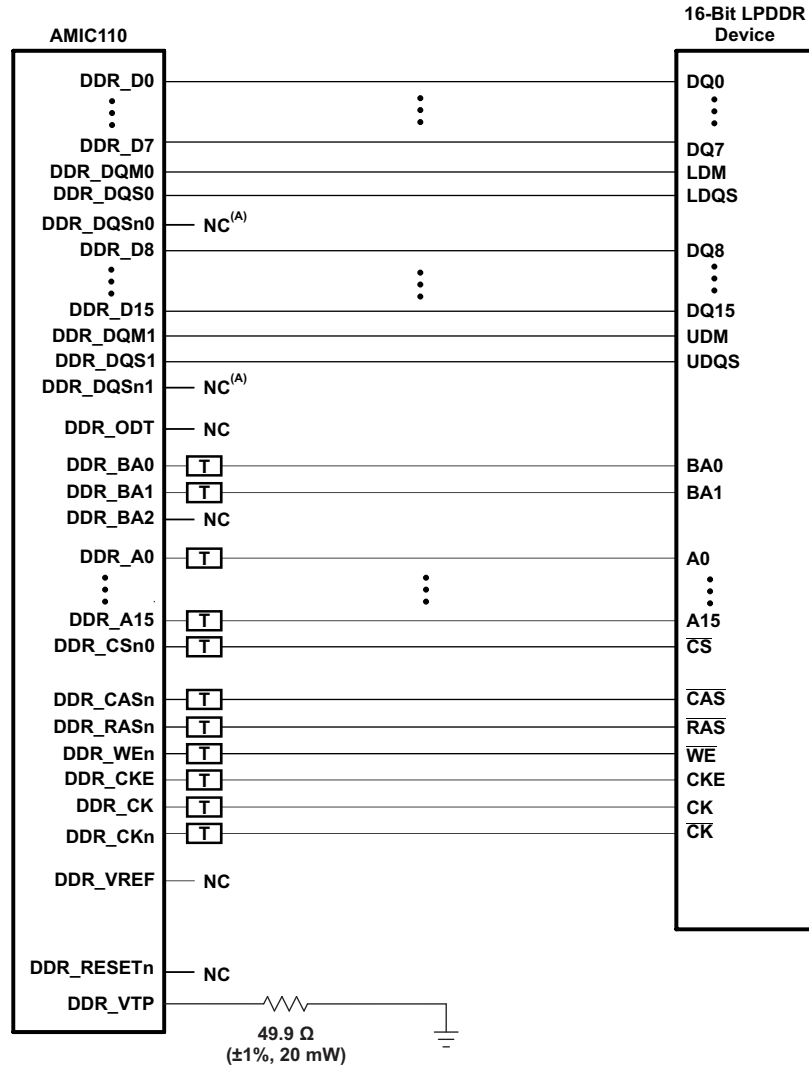 AMIC110
16-Bit LPDDR
Device
DDR_D0
DQ0
DDR_D7
DQ7
DDR_DQM0
LDM
DDR_DQS0
LDQS
DDR_DQSn0
NC(A)
DDR_D8
DQ8
DDR_D15
DQ15
DDR_DQM1
UDM
DDR_DQS1
UDQS
DDR_DQSn1
NC(A)
DDR_ODT
NC
DDR_BA0
T
BA0
DDR_BA1
T
BA1
DDR_BA2
NC
DDR_A0
T
A0
DDR_A15
T
A15
DDR_CSn0
T
CS
DDR_CASn
T
CAS
DDR_RASn
T
RAS
DDR_WEn
T
WE
DDR_CKE
T
CKE
DDR_CK
T
CK
DDR_CKn
T
CK
DDR_VREF
NC
DDR_RESETn
NC
DDR_VTP
49.9 Ω
(±1%, 20 mW)